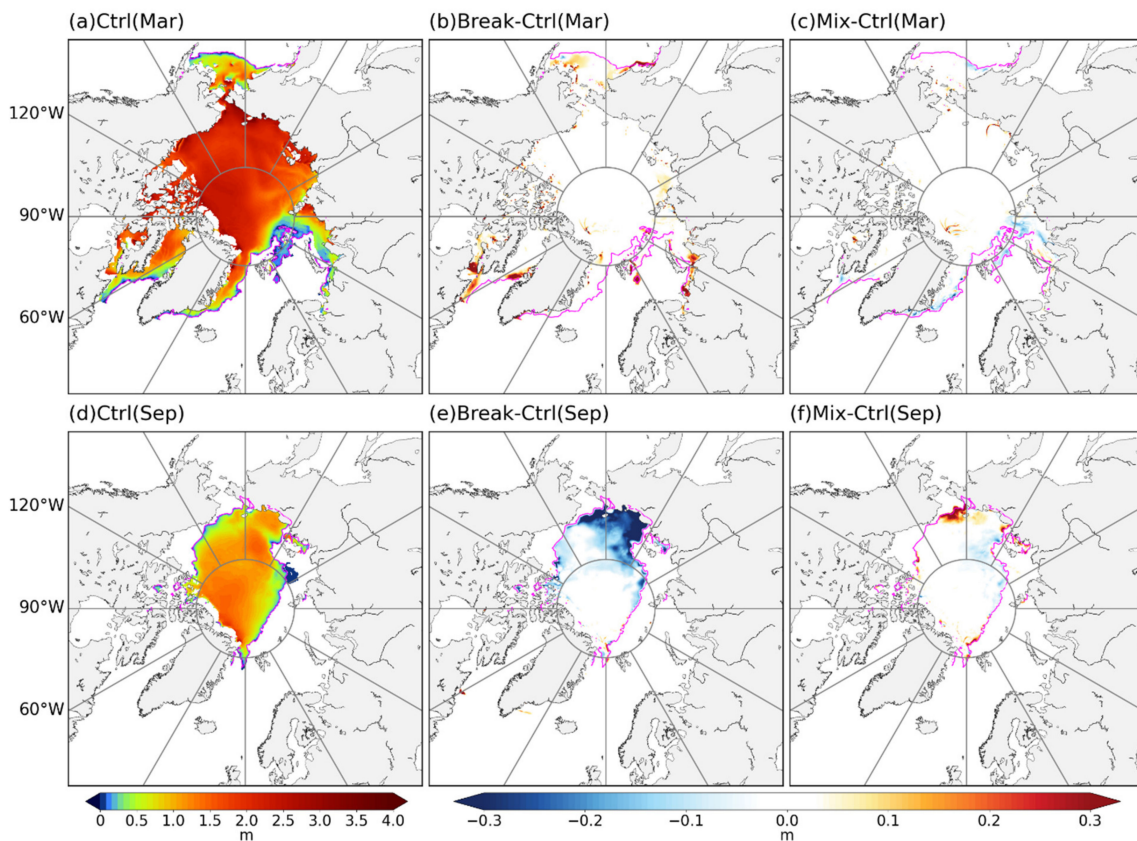 (a)Ctrl(Mar) (b)Break-Ctrl(Mar) (c)Mix-Ctrl(Mar)
120°W
90°W
60°W
(d)Ctrl(Sep) (e)Break-Ctrl(Sep) (f)Mix-Ctrl(Sep)
120°W
90°W
60°W
0 0.5 1.0 1.5 2.0 2.5 3.0 3.5 4.0 −0.3 −0.2 −0.1 0.0 0.1 0.2 0.3
m m